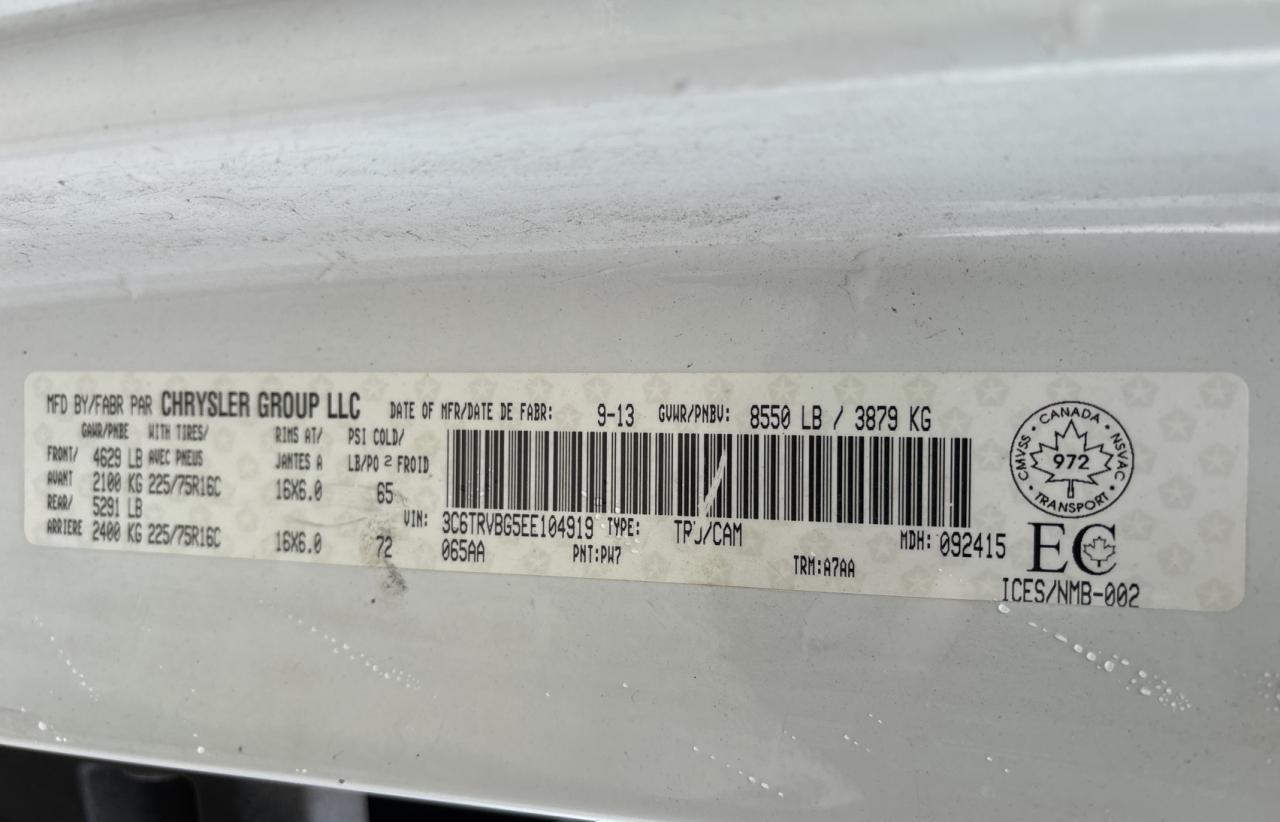 MFD BY/FABR PAR CHRYSLER GROUP LLC DATE OF MFR/DATE DE FABR: 9-13 GVWR/PNBV: 8550 LB / 3879 KG
GAWR/PNBE WITH TIRES/ RIMS AT/ PSI COLD/
FRONT/ 4629 LB AVEC PNEUS JANTES A LB/PO² FROID
AVANT 2100 KG 225/75R16C 16X6.0 65
REAR/ 5291 LB
ARRIERE 2400 KG 225/75R16C 16X6.0 72
VIN: 3C6TRVBG5EE104919 TYPE: /CAM MDH: 092415
065AA PNT:PW7 TRM:A7AA
CANADA
CMVSS • NSVAC
972
TRANSPORT
EC
ICES/NMB-002